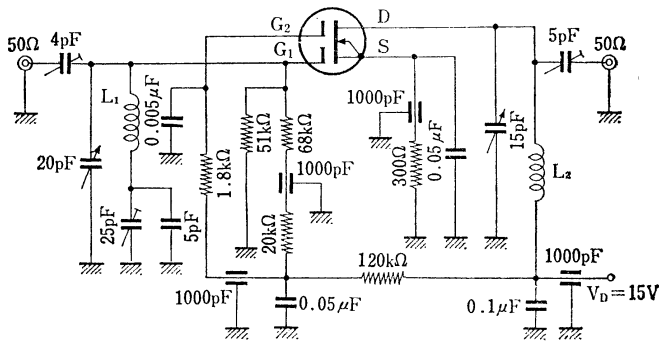 D
G₂
G₁
S
50Ω
4pF
5pF
50Ω
L₁
0.005μF
51kΩ
68kΩ
1000pF
300Ω
0.05μF
15pF
L₂
20pF
1.8kΩ
1000pF
25pF
5pF
20kΩ
120kΩ
1000pF
1000pF
0.05μF
0.1μF
V_D=15V